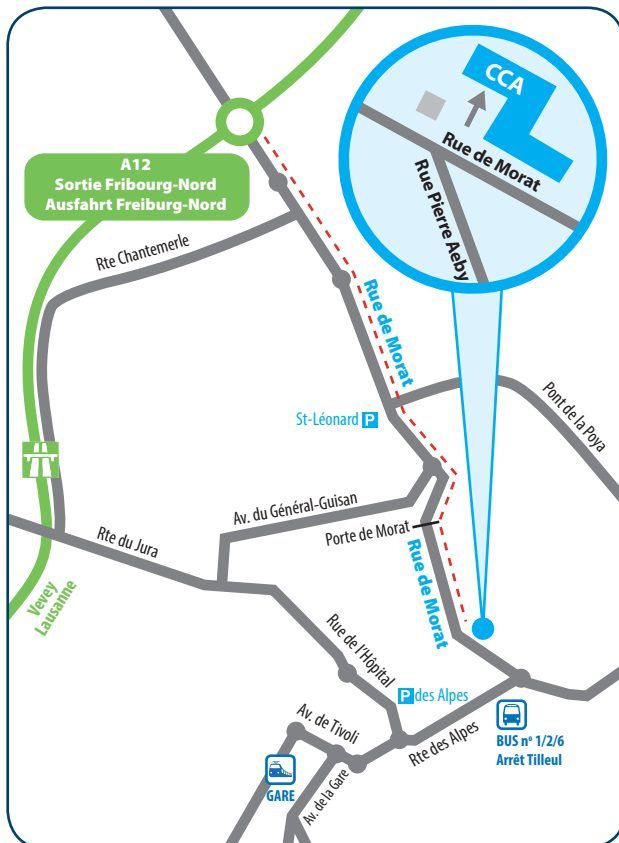 CCA
Rue de Morat
Rue Pierre Aeby
A12
Sortie Fribourg-Nord
Ausfahrt Freiburg-Nord
Rte Chantemerle
Rue de Morat
St-Léonard P
Pont de la Poya
Av. du Général-Guisan
Porte de Morat
Rte du Jura
Rue de Morat
Vevey
Lausanne
Rue de l'Hôpital
P des Alpes
Av. de Tivoli
Rte des Alpes
BUS nº 1/2/6
Arrêt Tilleul
GARE
Av. de la Gare